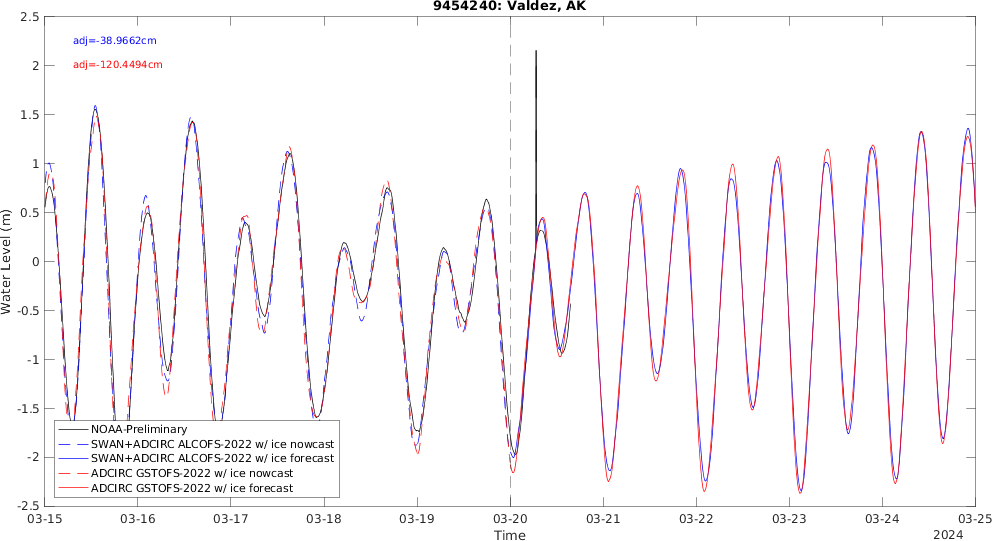 9454240: Valdez, AK
adj=-38.9662cm
adj=-120.4494cm
2.5
2
1.5
1
0.5
0
-0.5
-1
-1.5
-2
-2.5
Water Level (m)
NOAA-Preliminary
SWAN+ADCIRC ALCOFS-2022 w/ ice nowcast
SWAN+ADCIRC ALCOFS-2022 w/ ice forecast
ADCIRC GSTOFS-2022 w/ ice nowcast
ADCIRC GSTOFS-2022 w/ ice forecast
03-15 03-16 03-17 03-18 03-19 03-20 03-21 03-22 03-23 03-24 03-25
Time
2024